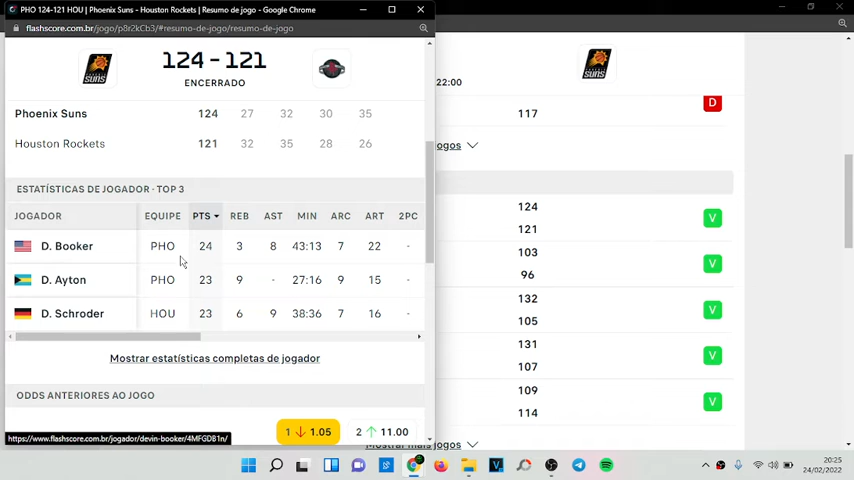 PHO 124-121 HOU | Phoenix Suns - Houston Rockets | Resumo de jogo - Google Chrome
flashscore.com.br/jogo/p8r2kCb3/#resumo-de-jogo/resumo-de-jogo
SUNS
124 - 121
ENCERRADO
Phoenix Suns 124 27 32 30 35
Houston Rockets 121 32 35 28 26
ESTATÍSTICAS DE JOGADOR - TOP 3
JOGADOR EQUIPE PTS REB AST MIN ARC ART 2PC
D. Booker PHO 24 3 8 43:13 7 22 -
D. Ayton PHO 23 9 - 27:16 9 15 -
D. Schroder HOU 23 6 9 38:36 7 16 -
Mostrar estatísticas completas de jogador
ODDS ANTERIORES AO JOGO
1 1.05 2 11.00
https://www.flashscore.com.br/jogador/devin-booker/4MFGDB1n/
22:00
SUNS
117
D
ogos
124
121
V
103
96
V
132
105
V
131
107
V
109
114
V
Mostrar mais jogos
20:25
24/02/2022